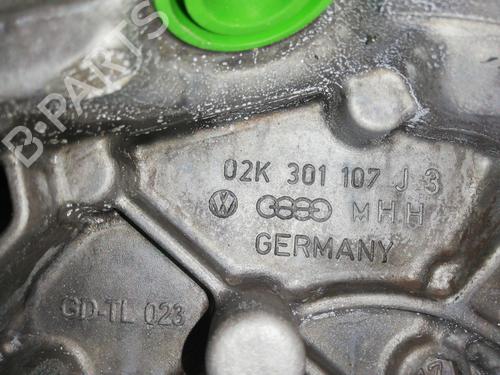 B-PARTS
02K 301 107 J 3
MHH
GERMANY
GD-TL 023